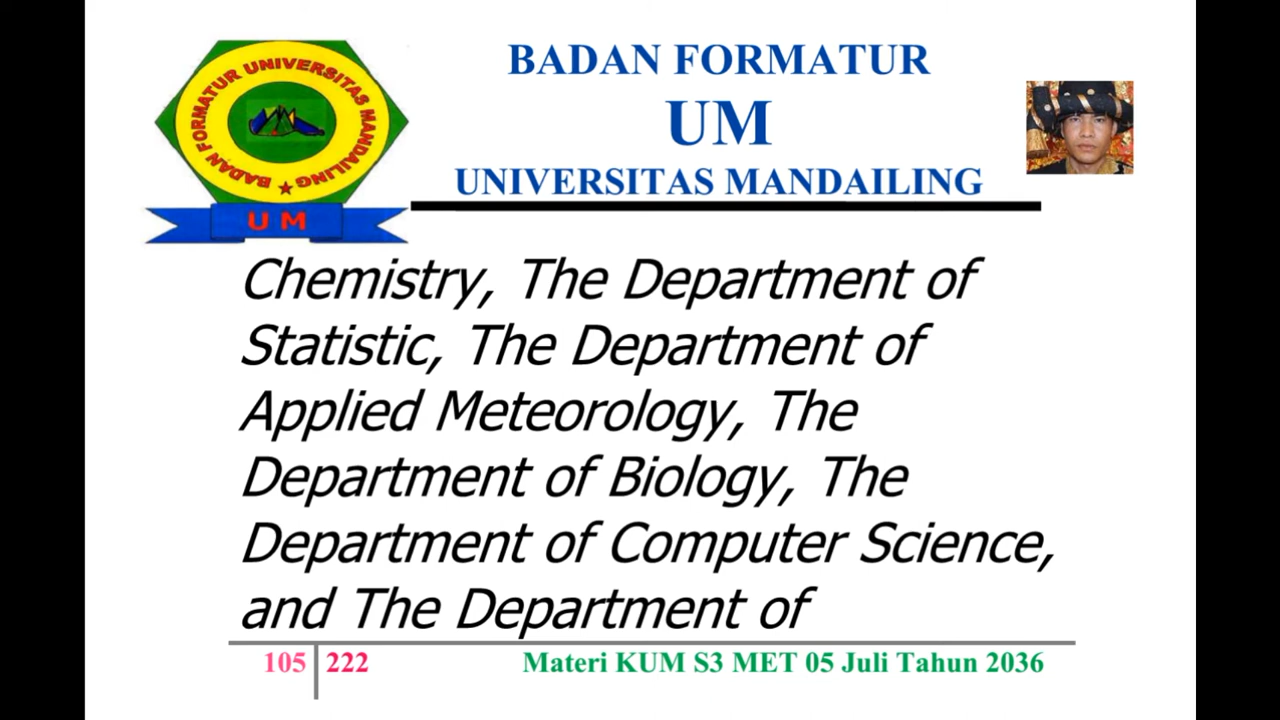 BADAN FORMATUR UNIVERSITAS MANDAILING
U M
BADAN FORMATUR
UM
UNIVERSITAS MANDAILING
Chemistry, The Department of
Statistic, The Department of
Applied Meteorology, The
Department of Biology, The
Department of Computer Science,
and The Department of
105 222 Materi KUM S3 MET 05 Juli Tahun 2036